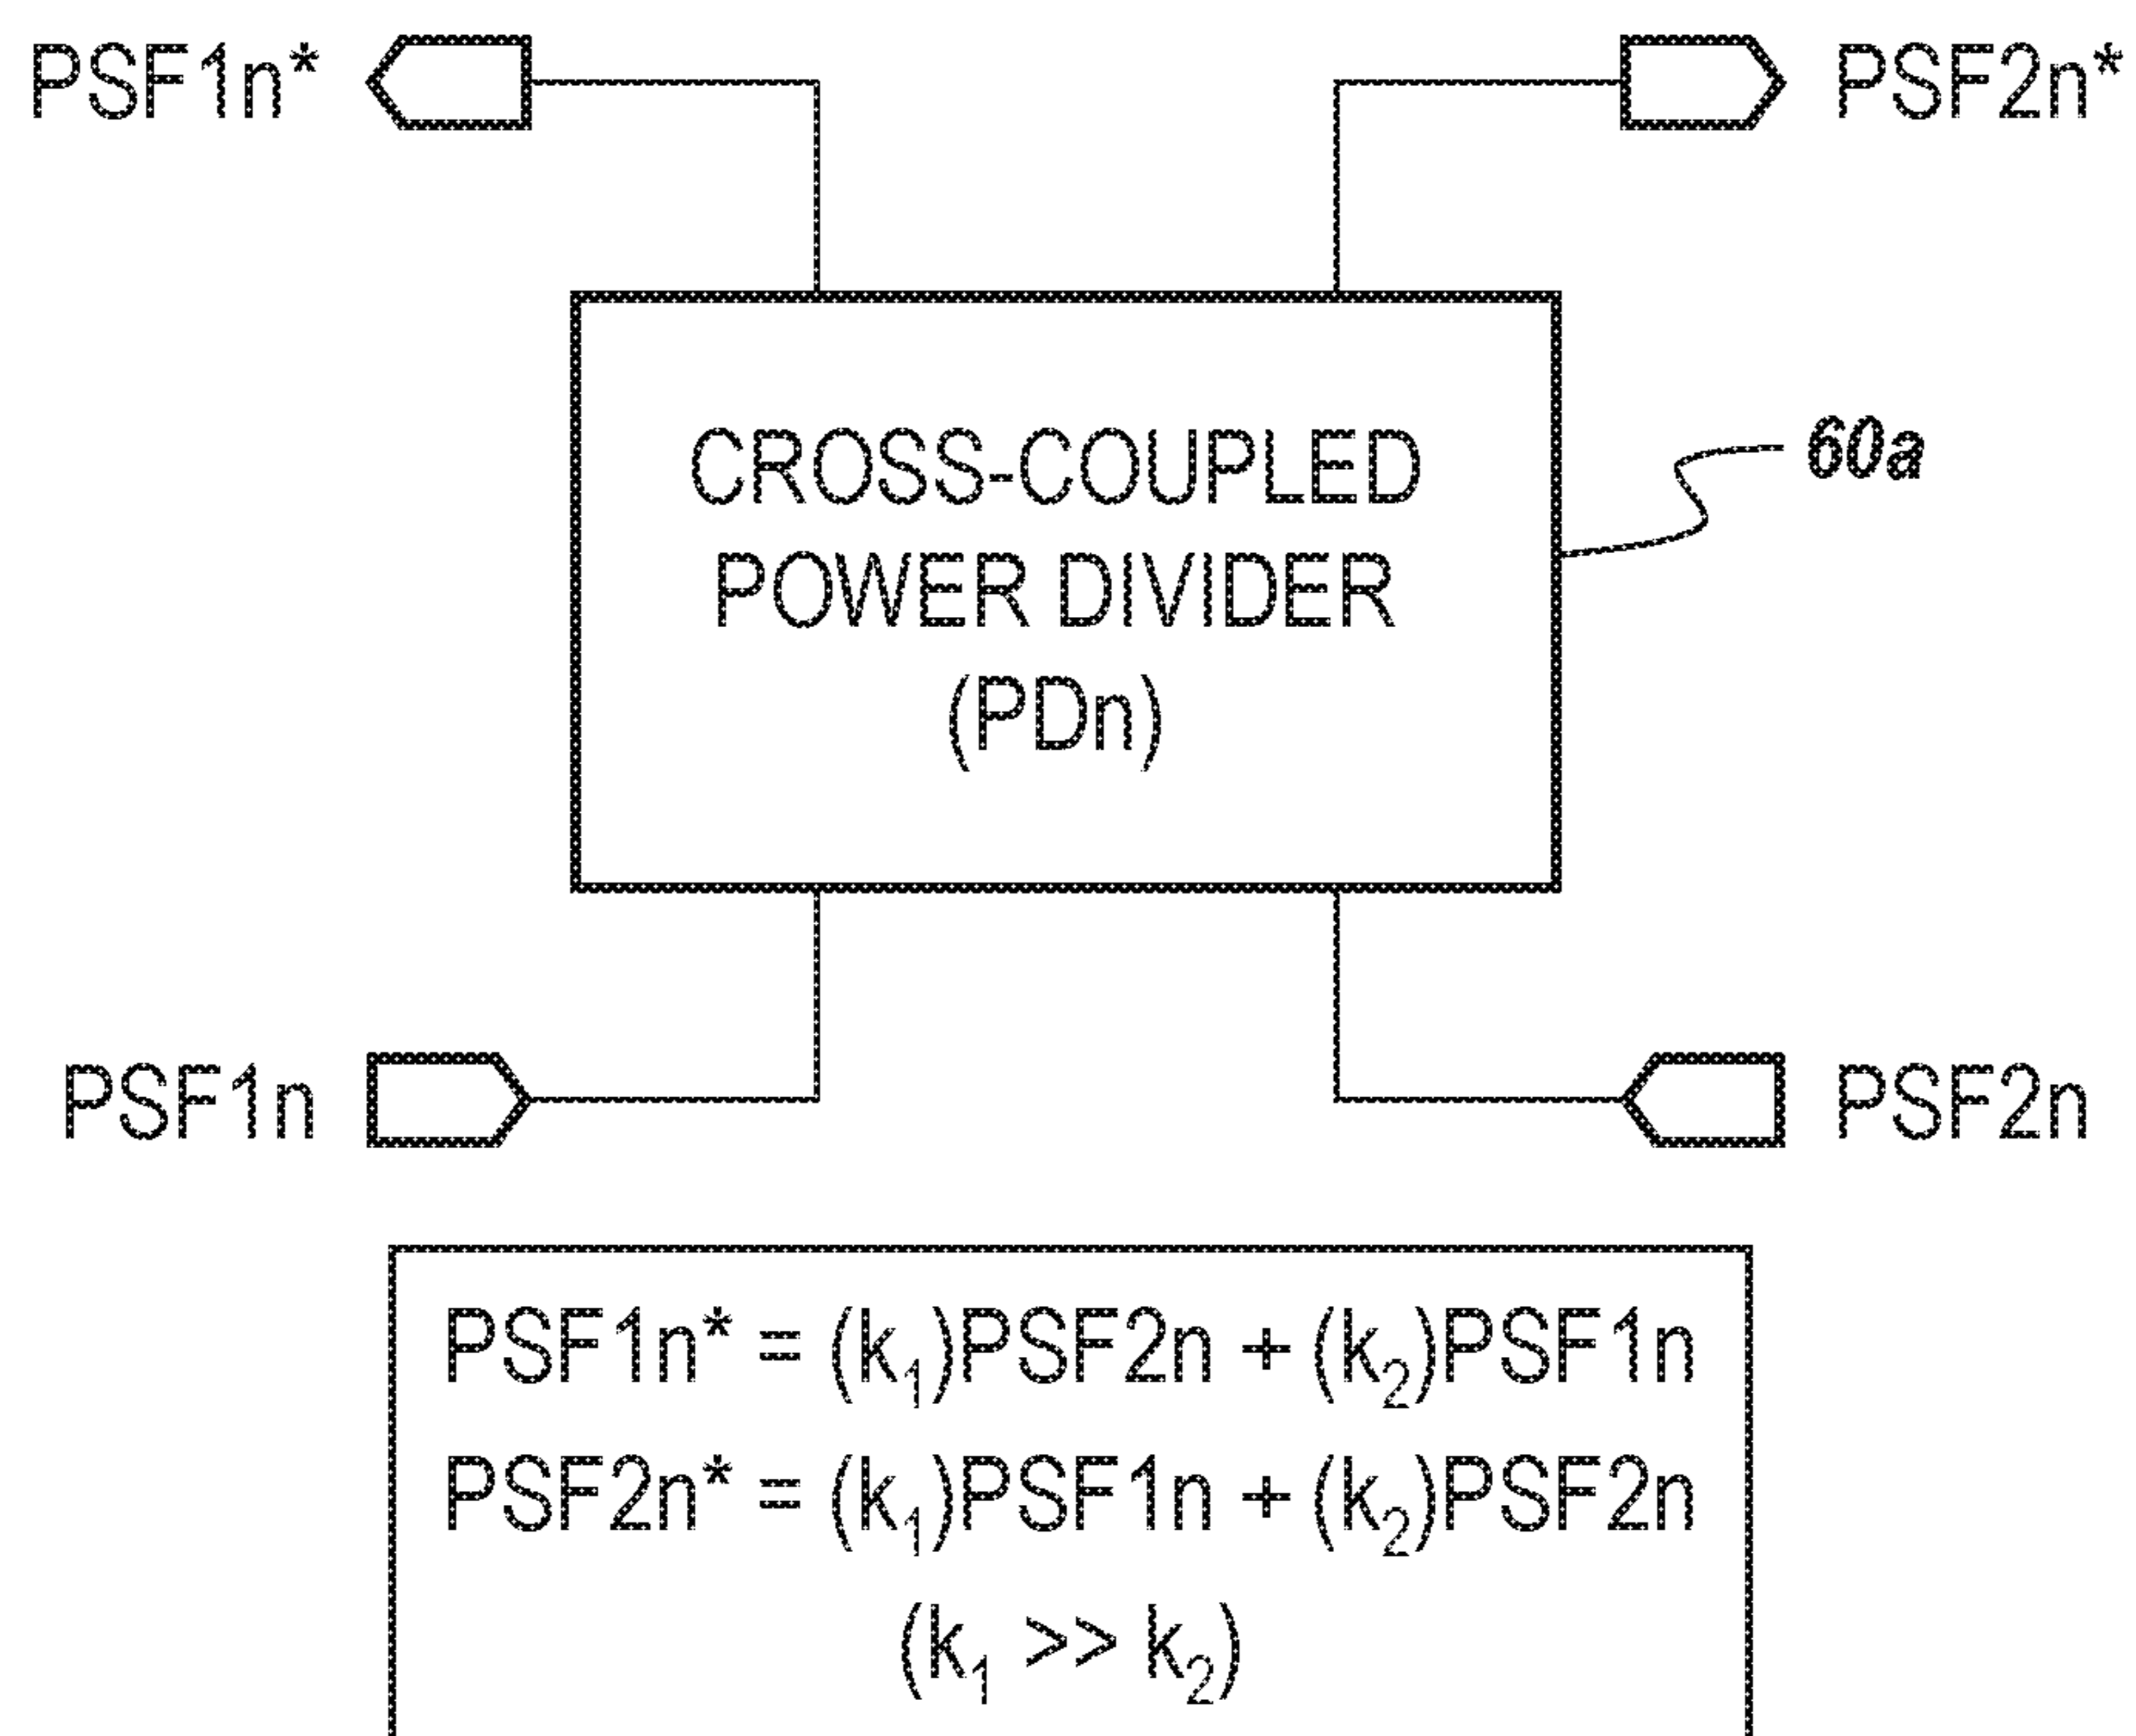 PSF1n*
PSF2n*
CROSS-COUPLED
POWER DIVIDER
(PDn)
60a
PSF1n
PSF2n
PSF1n* = (k₁)PSF2n + (k₂)PSF1n
PSF2n* = (k₁)PSF1n + (k₂)PSF2n
(k₁ >> k₂)